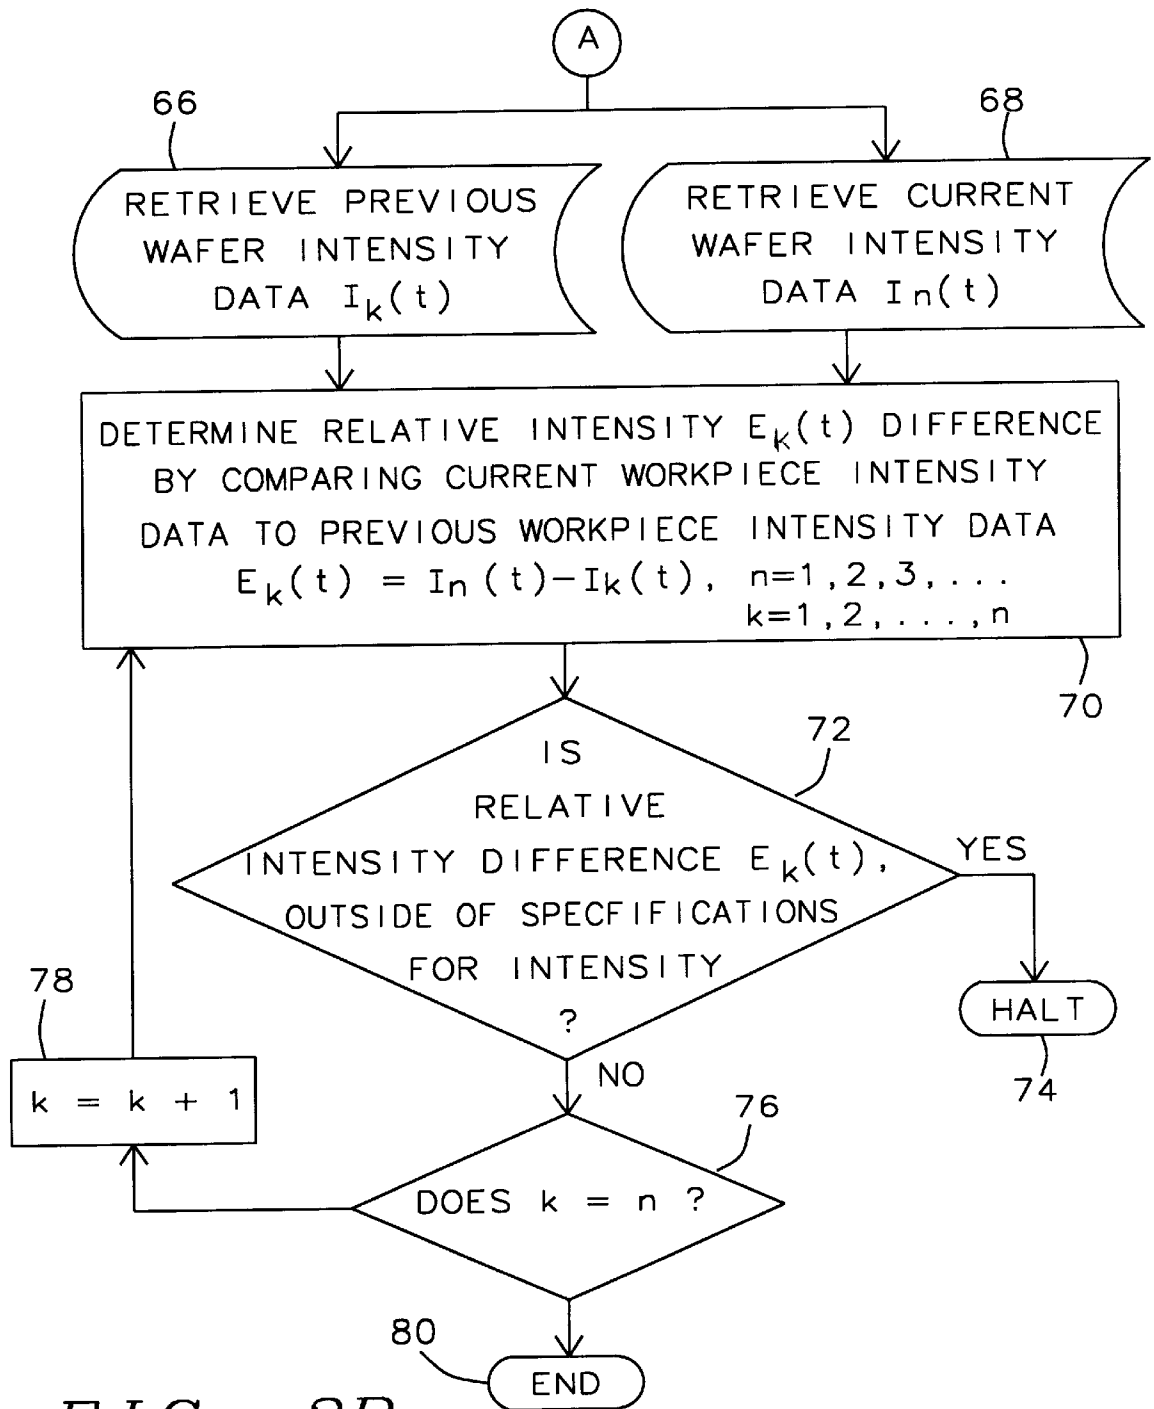 A
66
68
RETRIEVE PREVIOUS
WAFER INTENSITY
DATA Ik(t)
RETRIEVE CURRENT
WAFER INTENSITY
DATA In(t)
DETERMINE RELATIVE INTENSITY Ek(t) DIFFERENCE
BY COMPARING CURRENT WORKPIECE INTENSITY
DATA TO PREVIOUS WORKPIECE INTENSITY DATA
Ek(t) = In(t)-Ik(t), n=1,2,3,...
k=1,2,...,n
70
72
IS
RELATIVE
INTENSITY DIFFERENCE Ek(t),
OUTSIDE OF SPECFIFICATIONS
FOR INTENSITY
?
YES
HALT
74
NO
78
k = k + 1
76
DOES k = n ?
80
END